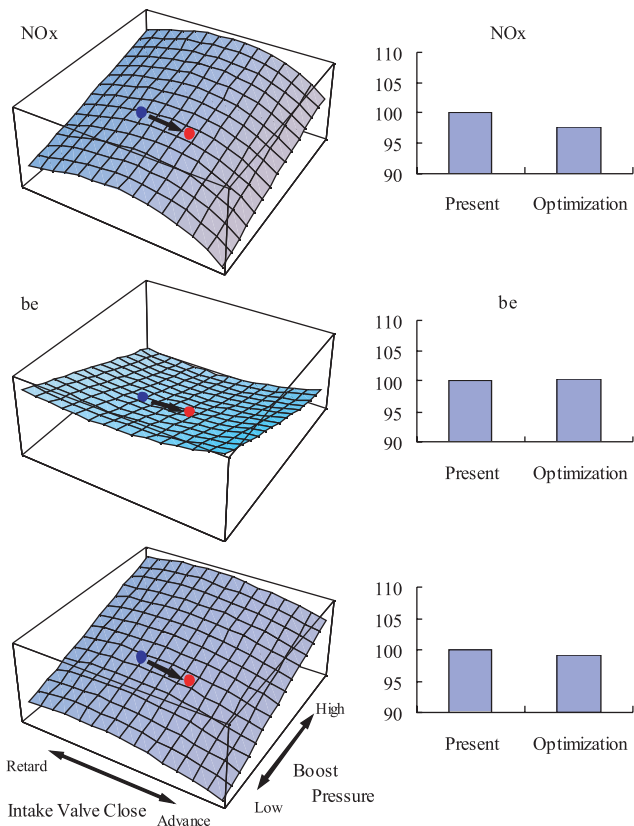 NOx
NOx
110
105
100
95
90
Present Optimization
be
be
110
105
100
95
90
Present Optimization
110
105
100
95
90
Present Optimization
High
Boost
Pressure
Low
Retard
Intake Valve Close
Advance